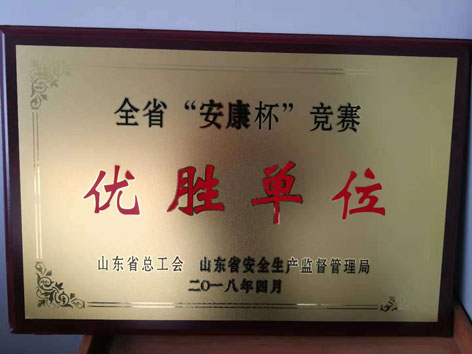 全省“安康杯”竞赛
优胜单位
山东省总工会 山东省安全生产监督管理局
二〇一八年四月